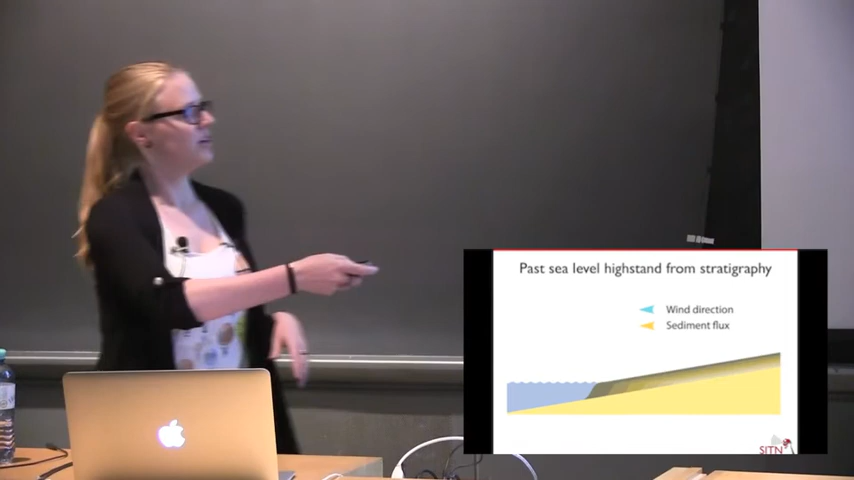 Past sea level highstand from stratigraphy
Wind direction
Sediment flux
SITN